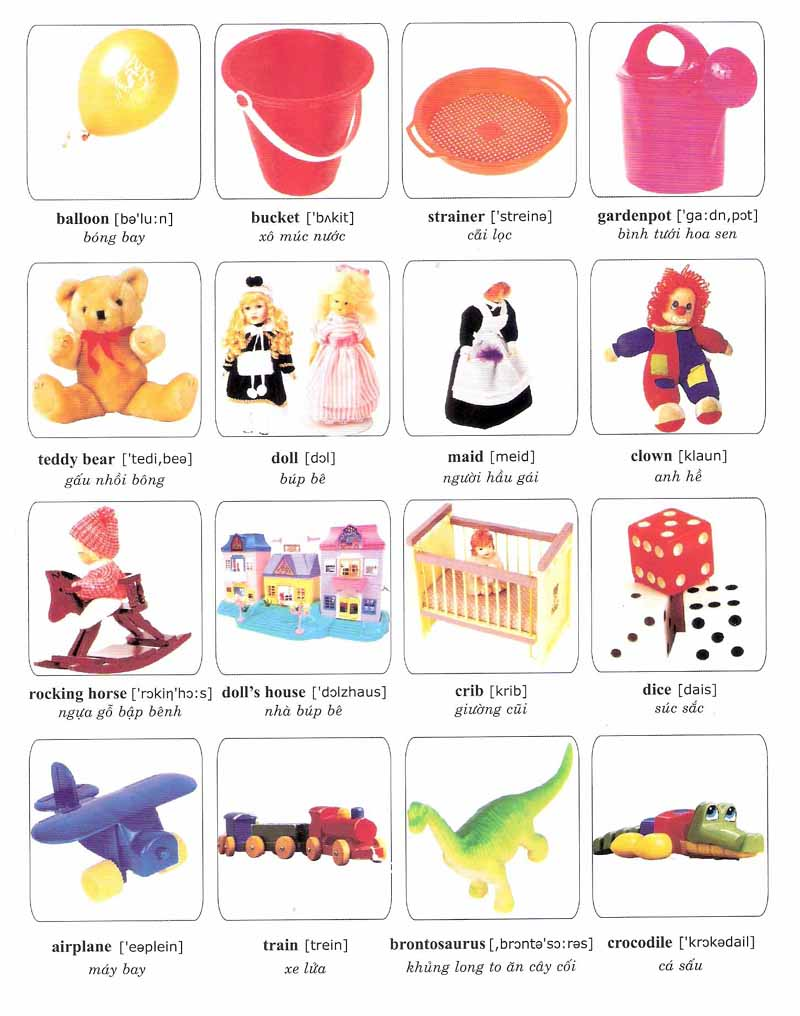 balloon [bə'lu:n]
bóng bay
bucket ['bʌkit]
xô múc nước
strainer ['streinə]
cãi lọc
gardenpot ['ga:dn,pɔt]
bình tưới hoa sen
teddy bear ['tedi,beə]
gấu nhồi bông
doll [dɔl]
búp bê
maid [meid]
người hầu gái
clown [klaun]
anh hề
rocking horse ['rɔkiη'hɔ:s]
ngựa gỗ bập bênh
doll's house ['dɔlzhaus]
nhà búp bê
crib [krib]
giường cũi
dice [dais]
súc sắc
airplane ['eəplein]
máy bay
train [trein]
xe lửa
brontosaurus [,brɔntə'sɔ:rəs]
khủng long to ăn cây cối
crocodile ['krɔkədail]
cá sấu